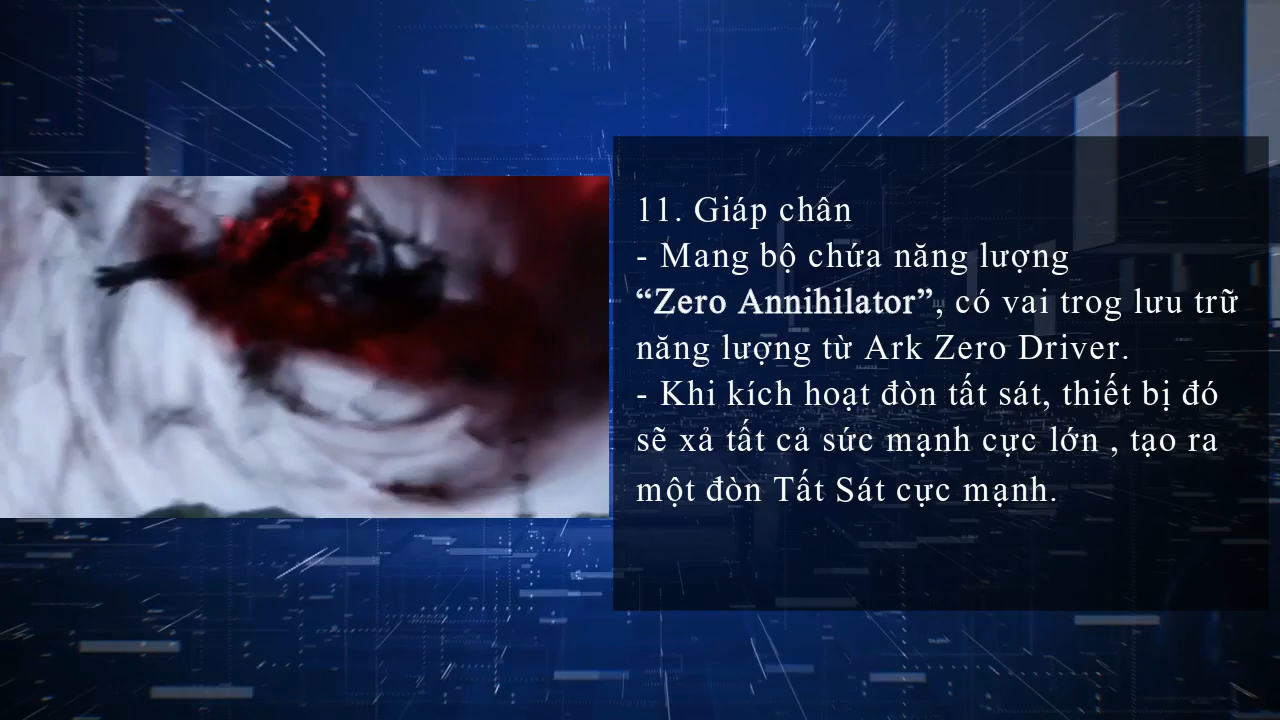 11. Giáp chân
- Mang bộ chứa năng lượng
“Zero Annihilator”, có vai trog lưu trữ
năng lượng từ Ark Zero Driver.
- Khi kích hoạt đòn tất sát, thiết bị đó
sẽ xả tất cả sức mạnh cực lớn , tạo ra
một đòn Tất Sát cực mạnh.